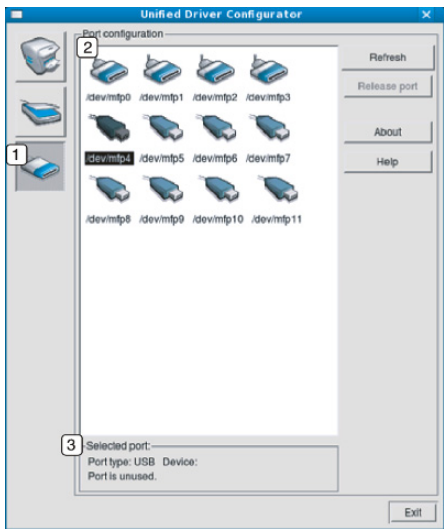 Unified Driver Configurator
Port configuration
2
Refresh
/dev/mfp0 /dev/mfp1 /dev/mfp2 /dev/mfp3
Release port
About
1
/dev/mfp4 /dev/mfp5 /dev/mfp6 /dev/mfp7
Help
/dev/mfp8 /dev/mfp9 /dev/mfp10 /dev/mfp11
3
Selected port:
Port type: USB Device:
Port is unused.
Exit